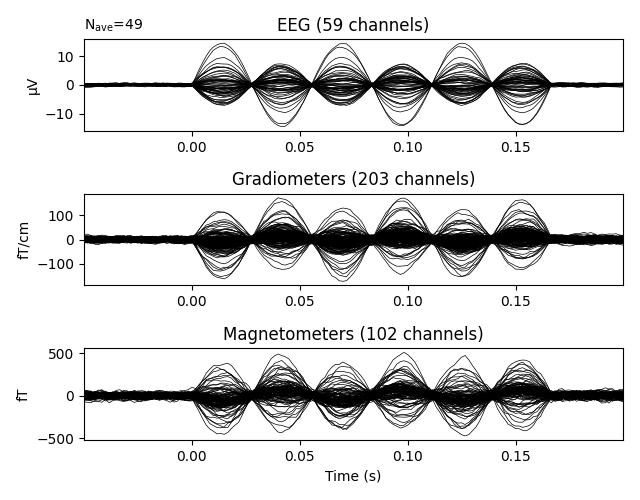 Nave=49
EEG (59 channels)
µV
10
0
−10
0.00 0.05 0.10 0.15
Gradiometers (203 channels)
fT/cm
100
0
−100
0.00 0.05 0.10 0.15
Magnetometers (102 channels)
fT
500
0
−500
0.00 0.05 0.10 0.15
Time (s)